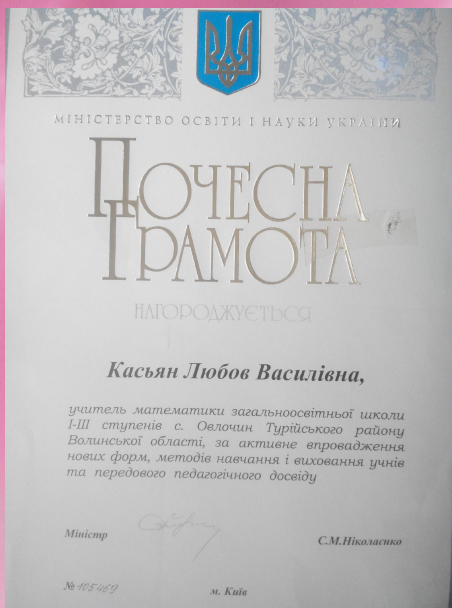 МІНІСТЕРСТВО ОСВІТИ І НАУКИ УКРАЇНИ
ПОЧЕСНА
ГРАМОТА
НАГОРОДЖУЄТЬСЯ
Касьян Любов Василівна,
учитель математики загальноосвітньої школи
І-ІІІ ступенів с. Овлочин Турійського району
Волинської області, за активне впровадження
нових форм, методів навчання і виховання учнів
та передового педагогічного досвіду
Міністр С.М.Ніколаєнко
№ 105469
м. Київ